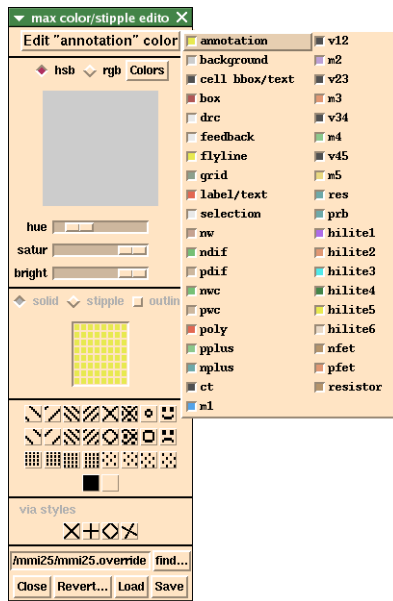 max color/stipple edito
Edit "annotation" color
hsb rgb Colors
hue
satur
bright
solid stipple outlin
via styles
/mmi25/mmi25.override find...
Close Revert... Load Save
annotation
background
cell bbox/text
box
drc
feedback
flyline
grid
label/text
selection
nw
ndif
pdif
nwc
pwc
poly
pplus
nplus
ct
m1
v12
m2
v23
m3
v34
m4
v45
m5
res
prb
hilite1
hilite2
hilite3
hilite4
hilite5
hilite6
nfet
pfet
resistor